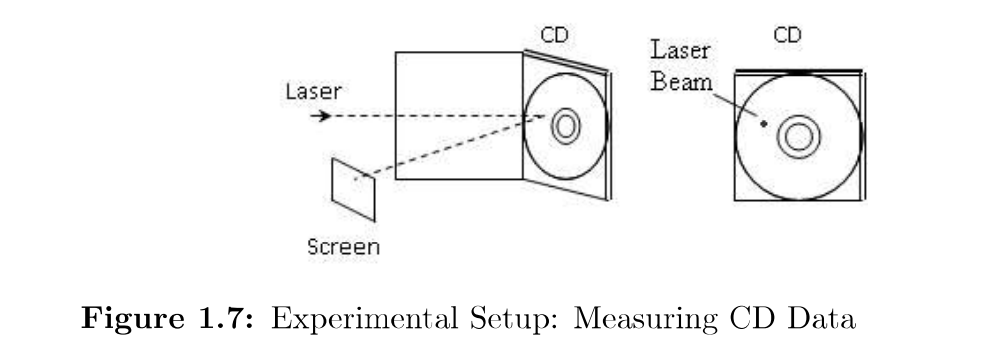 CD
Laser
Screen
CD
Laser
Beam
Figure 1.7: Experimental Setup: Measuring CD Data